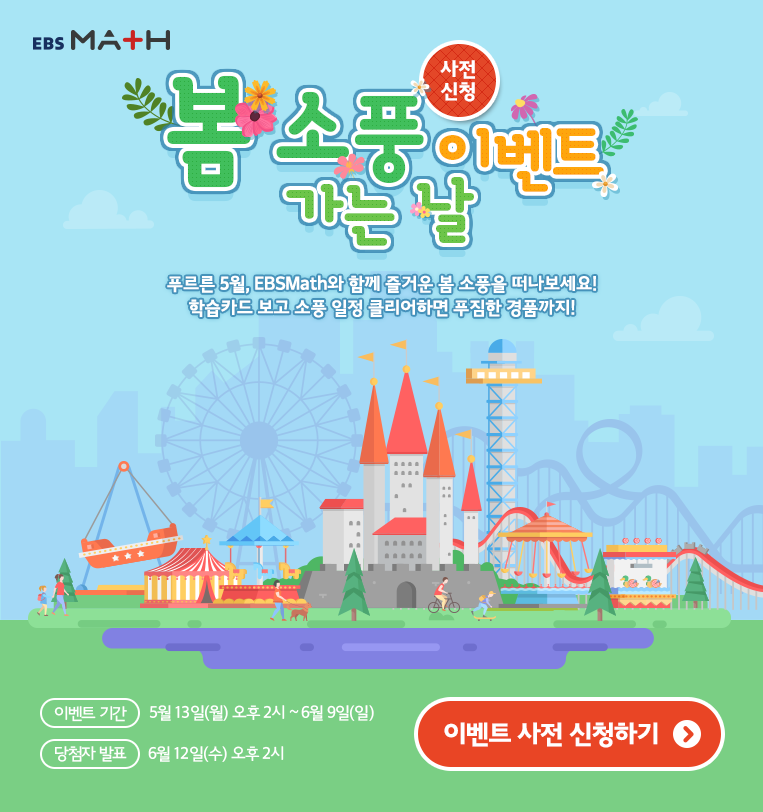 EBS MATH
사전
신청
봄 소풍 이벤트
가는 날
푸르른 5월, EBSMath와 함께 즐거운 봄 소풍을 떠나보세요!
학습카드 보고 소풍 일정 클리어하면 푸짐한 경품까지!
이벤트 기간 5월 13일(월) 오후 2시 ~ 6월 9일(일)
당첨자 발표 6월 12일(수) 오후 2시
이벤트 사전 신청하기